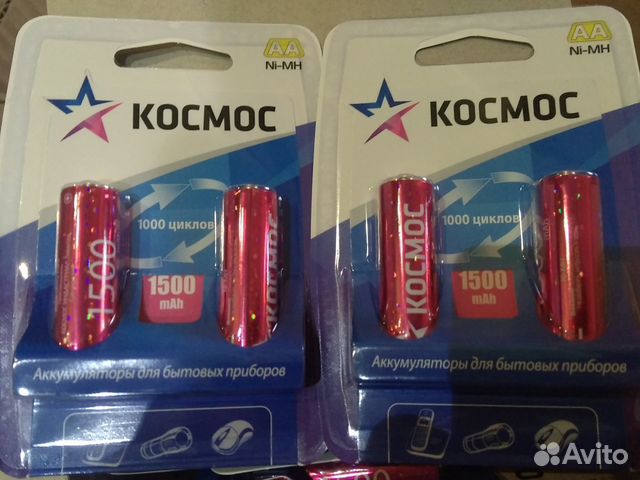 AA
Ni-MH
КОСМОС
1000 циклов
1500
1500
mAh
КОСМОС
Аккумуляторы для бытовых приборов
AA
Ni-MH
КОСМОС
1000 циклов
КОСМОС
1500
mAh
Аккумуляторы для бытовых приборов
Avito